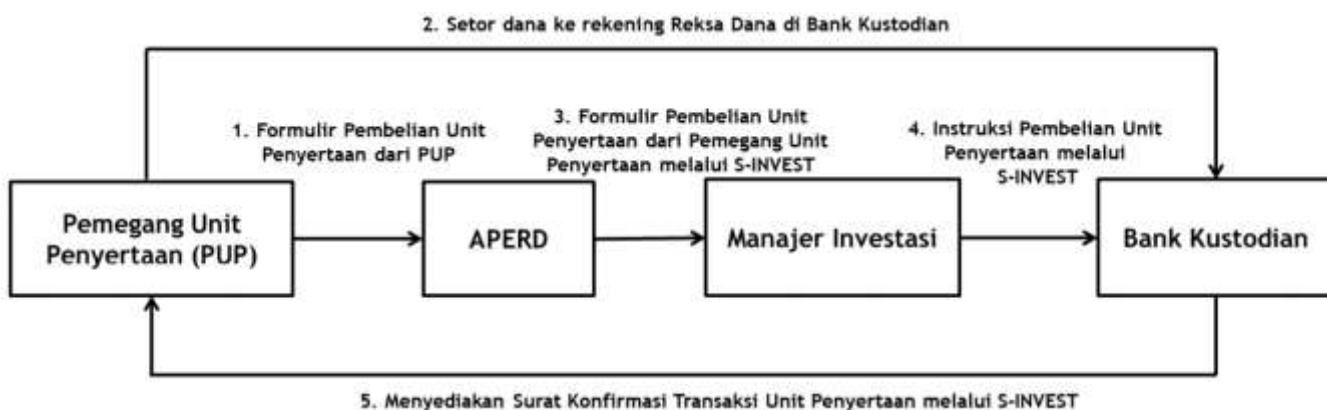 2. Setor dana ke rekening Reksa Dana di Bank Kustodian
1. Formulir Pembelian Unit
Penyertaan dari PUP
3. Formulir Pembelian Unit
Penyertaan dari Pemegang Unit
Penyertaan melalui S-INVEST
4. Instruksi Pembelian Unit
Penyertaan melalui
S-INVEST
Pemegang Unit
Penyertaan (PUP)
APERD
Manajer Investasi
Bank Kustodian
5. Menyediakan Surat Konfirmasi Transaksi Unit Penyertaan melalui S-INVEST